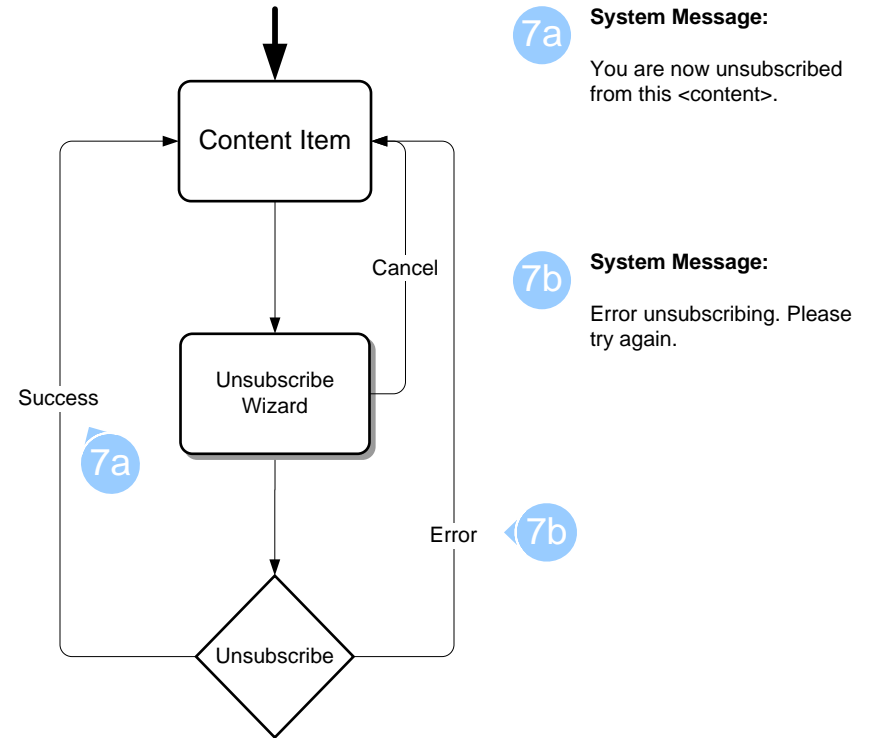 7a
System Message:
You are now unsubscribed
from this <content>.
Content Item
Cancel
7b
System Message:
Error unsubscribing. Please
try again.
Unsubscribe
Wizard
Success
7a
Error
7b
Unsubscribe